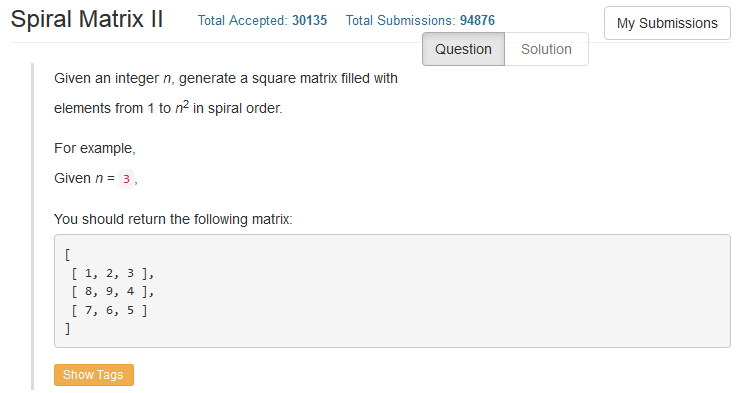 Spiral Matrix II Total Accepted: 30135 Total Submissions: 94876 My Submissions
Question Solution
Given an integer n, generate a square matrix filled with
elements from 1 to n² in spiral order.
For example,
Given n = 3,
You should return the following matrix:
[
[ 1, 2, 3 ],
[ 8, 9, 4 ],
[ 7, 6, 5 ]
]
Show Tags